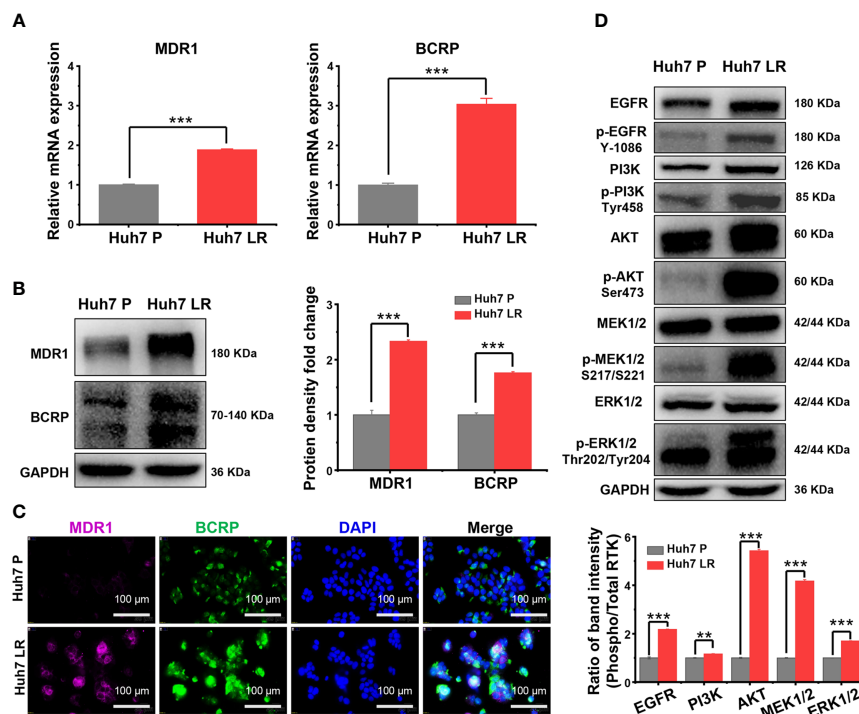 A
MDR1
Relative mRNA expression
4
3
2
1
0
***
Huh7 P
Huh7 LR
BCRP
Relative mRNA expression
4
3
2
1
0
***
Huh7 P
Huh7 LR
B
Huh7 P Huh7 LR
MDR1 180 KDa
BCRP 70-140 KDa
GAPDH 36 KDa
Protien density fold change
3
2
1
0
Huh7 P
Huh7 LR
***
***
MDR1
BCRP
C
MDR1 BCRP DAPI Merge
Huh7 P
100 µm 100 µm 100 µm 100 µm
Huh7 LR
100 µm 100 µm 100 µm 100 µm
D
Huh7 P Huh7 LR
EGFR 180 KDa
p-EGFR 180 KDa
Y-1086
PI3K 126 KDa
p-PI3K 85 KDa
Tyr458
AKT 60 KDa
p-AKT 60 KDa
Ser473
MEK1/2 42/44 KDa
p-MEK1/2 42/44 KDa
S217/S221
ERK1/2 42/44 KDa
p-ERK1/2 42/44 KDa
Thr202/Tyr204
GAPDH 36 KDa
Ratio of band intensity
(Phospho/Total RTK)
6
4
2
0
Huh7 P
Huh7 LR
***
**
***
***
***
EGFR
PI3K
AKT
MEK1/2
ERK1/2